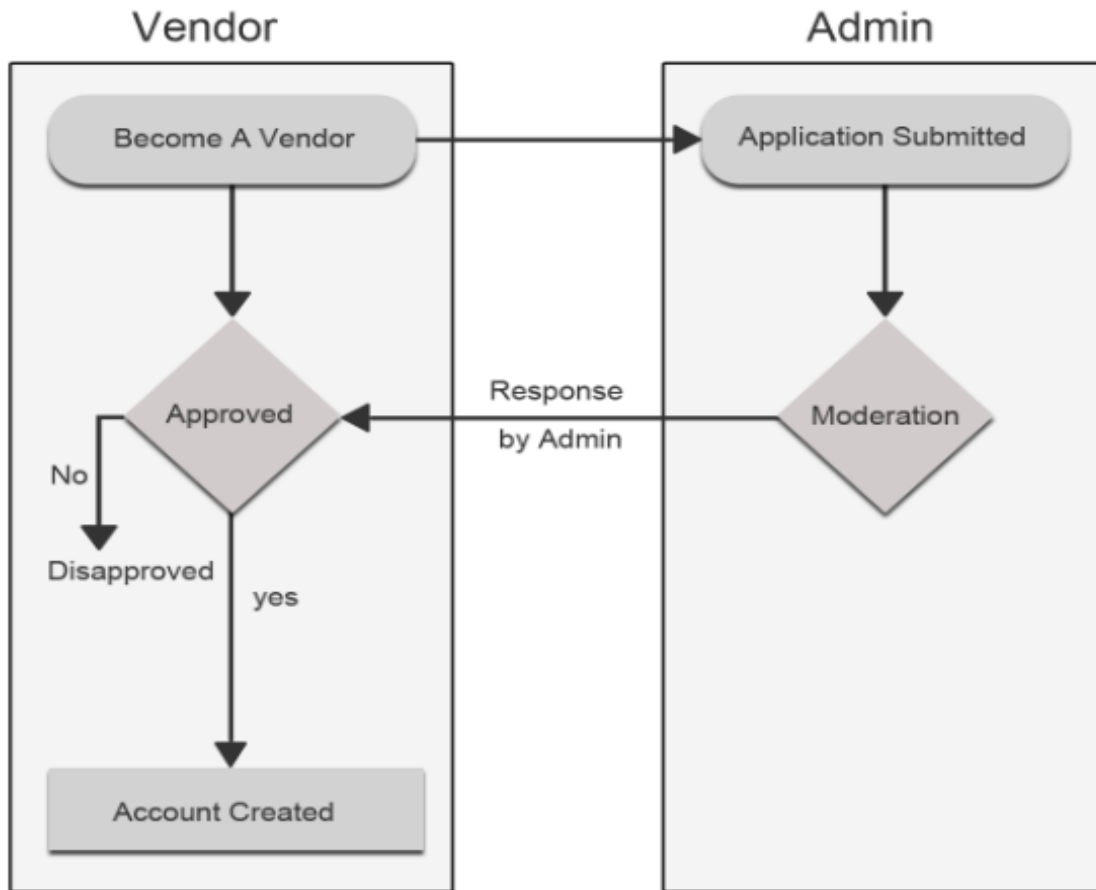 Vendor
Admin
Become A Vendor
Application Submitted
Approved
Response
by Admin
Moderation
No
Disapproved
yes
Account Created